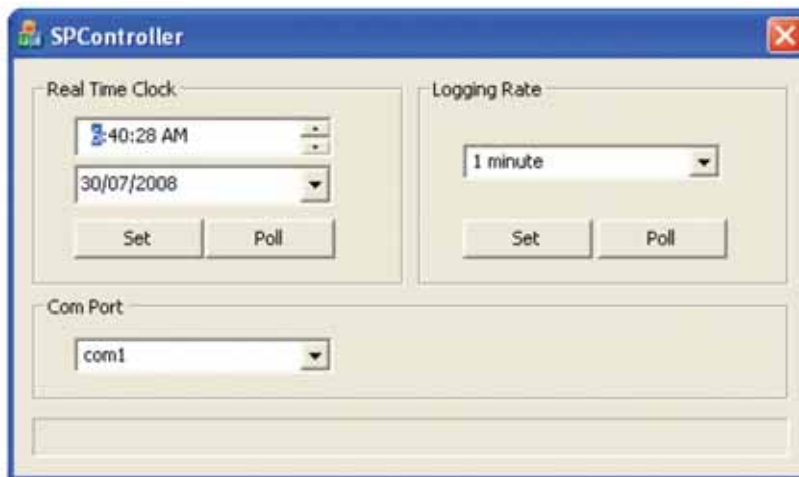 SPController
Real Time Clock
:40:28 AM
30/07/2008
Set Poll
Logging Rate
1 minute
Set Poll
Com Port
com1